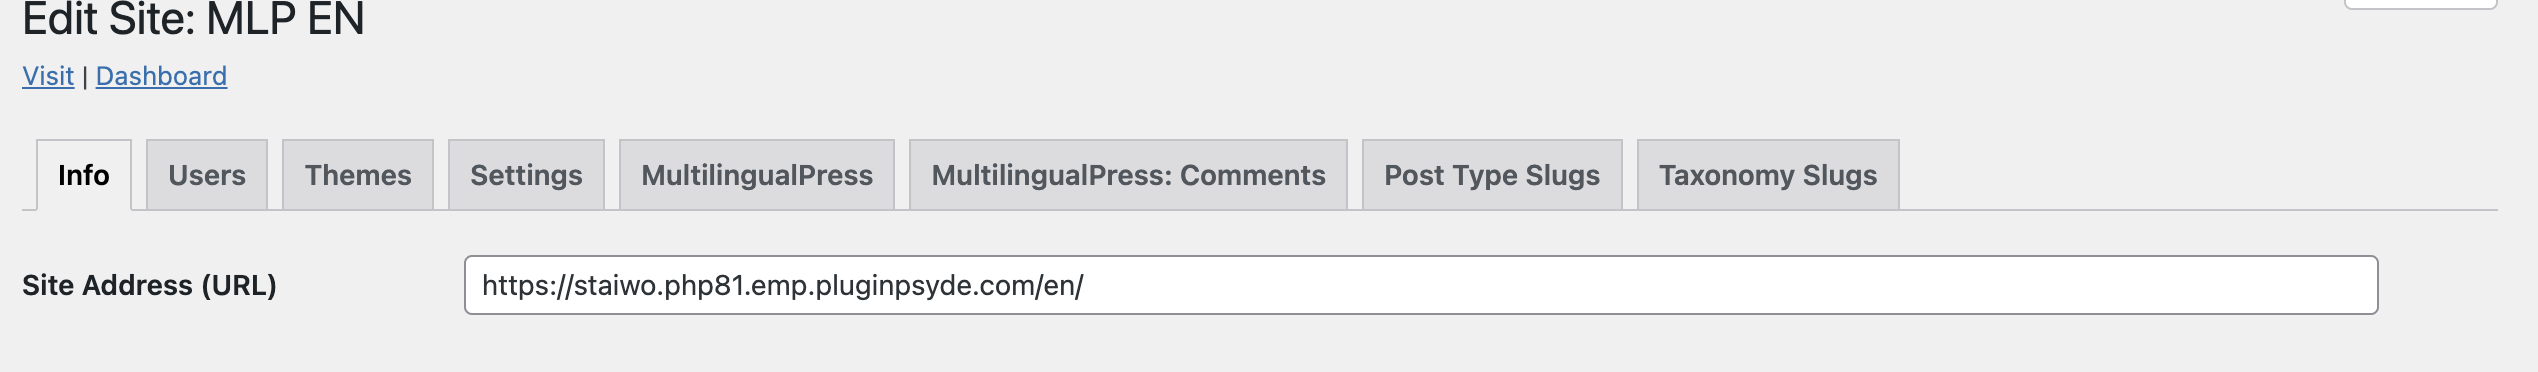 Edit Site: MLP EN
Visit | Dashboard
Info Users Themes Settings MultilingualPress MultilingualPress: Comments Post Type Slugs Taxonomy Slugs
Site Address (URL) https://staiwo.php81.emp.pluginpsyde.com/en/